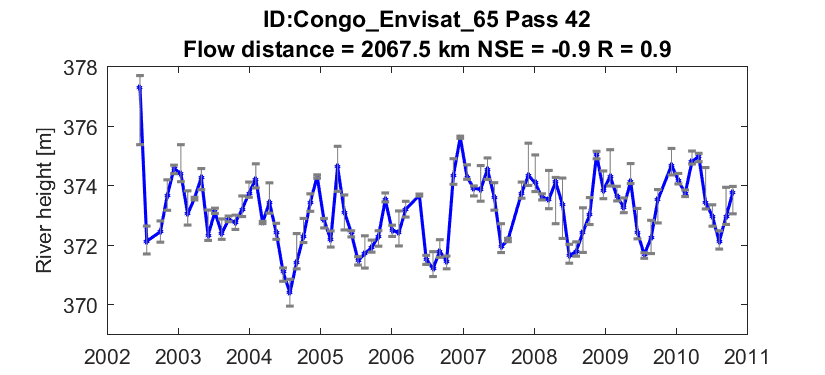 ID:Congo_Envisat_65 Pass 42
Flow distance = 2067.5 km NSE = -0.9 R = 0.9
River height [m]
378
376
374
372
370
2002 2003 2004 2005 2006 2007 2008 2009 2010 2011